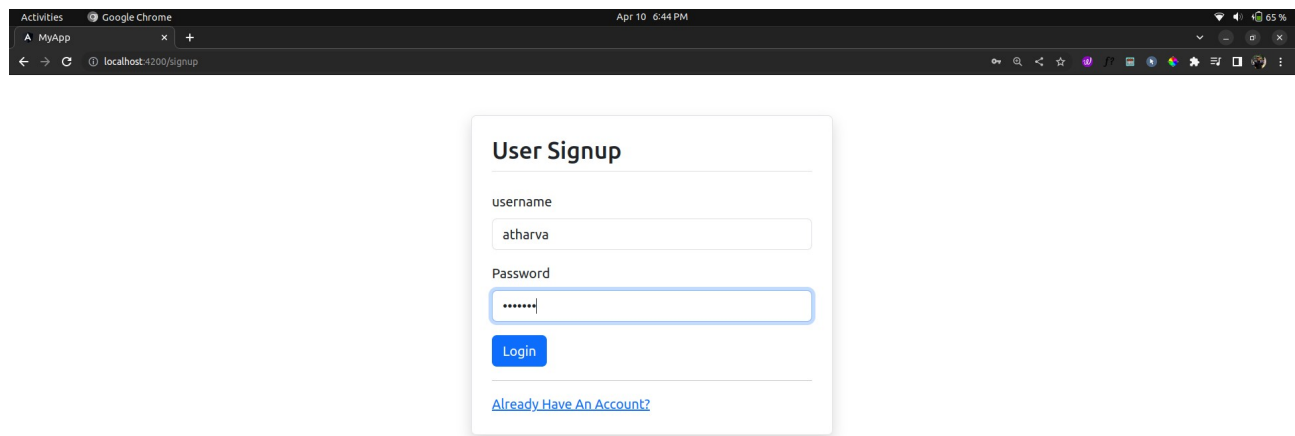 Activities Google Chrome Apr 10 6:44 PM 65 %
MyApp
localhost:4200/signup
User Signup
username
atharva
Password
•••••••
Login
Already Have An Account?